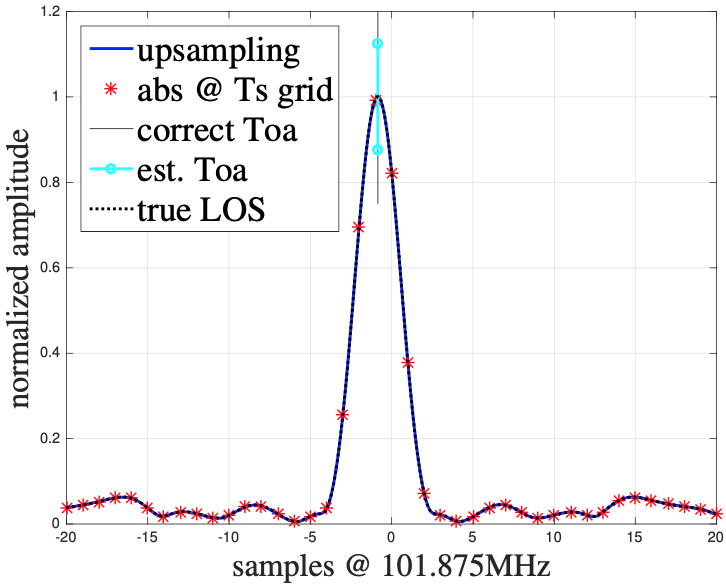 1.2
1
0.8
0.6
0.4
0.2
0
normalized amplitude
upsampling
abs @ Ts grid
correct Toa
est. Toa
true LOS
-20 -15 -10 -5 0 5 10 15 20
samples @ 101.875MHz